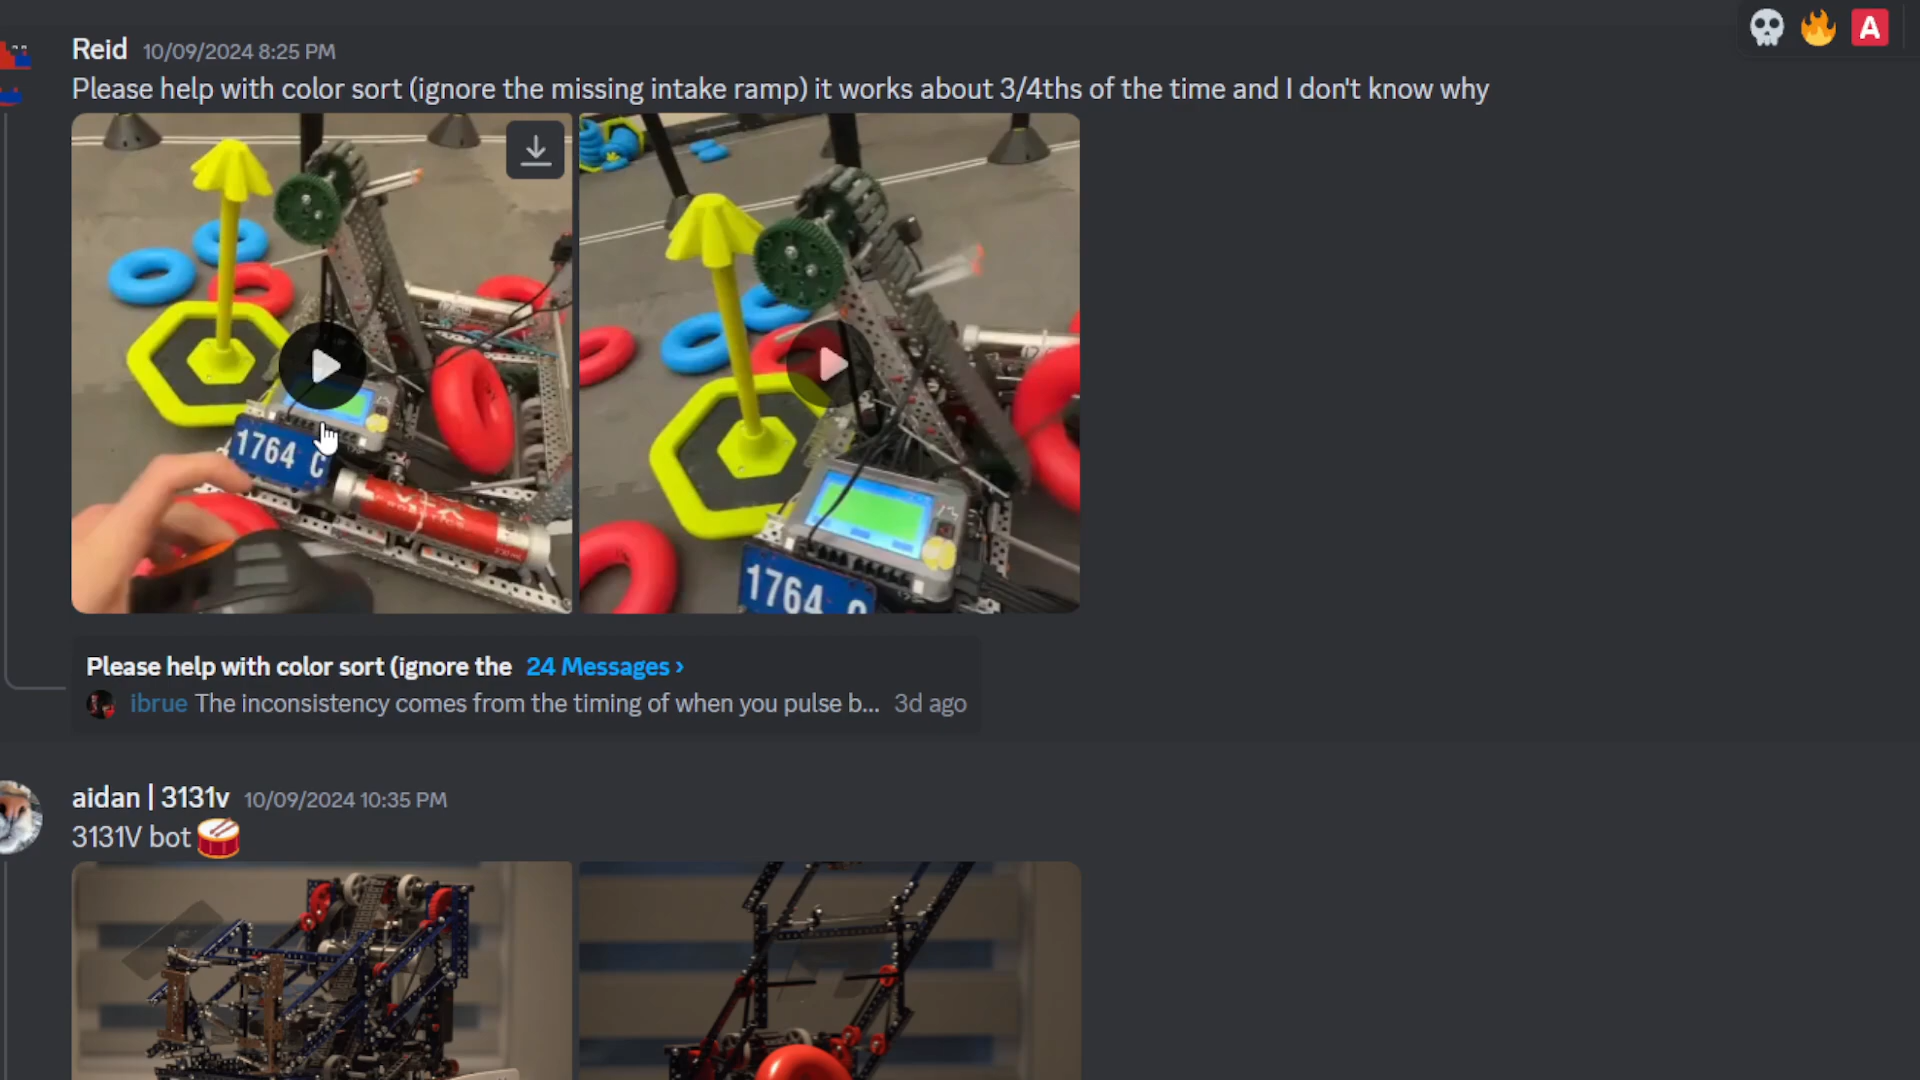 Reid 10/09/2024 8:25 PM
Please help with color sort (ignore the missing intake ramp) it works about 3/4ths of the time and I don't know why
1764 C
VEX
ROBOTICS
1764 C
Please help with color sort (ignore the 24 Messages ›
ibrue The inconsistency comes from the timing of when you pulse b... 3d ago
aidan | 3131v 10/09/2024 10:35 PM
3131V bot